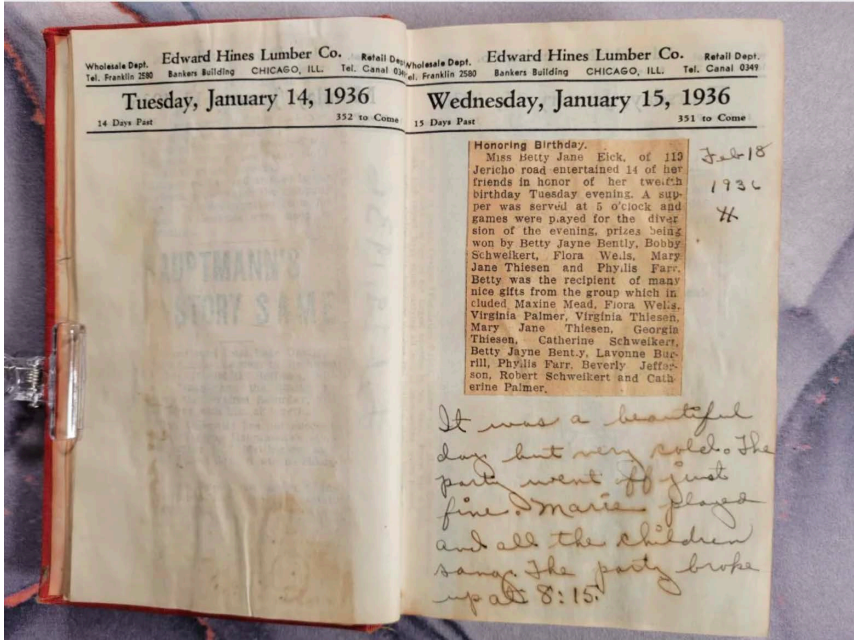 Wholesale Dept. Edward Hines Lumber Co. Retail Dept.
Tel. Franklin 2580 Bankers Building CHICAGO, ILL. Tel. Canal 0349
Tuesday, January 14, 1936
14 Days Past 352 to Come
HAUPTMANN'S
STORY SAME
Wholesale Dept. Edward Hines Lumber Co. Retail Dept.
Tel. Franklin 2580 Bankers Building CHICAGO, ILL. Tel. Canal 0349
Wednesday, January 15, 1936
15 Days Past 351 to Come
Honoring Birthday.
Miss Betty Jane Eick, of 113
Jericho road entertained 14 of her
friends in honor of her twelfth
birthday Tuesday evening. A sup-
per was served at 5 o'clock and
games were played for the diver
sion of the evening, prizes being
won by Betty Jayne Bently, Bobby
Schweikert, Flora Wells, Mary
Jane Thiesen and Phyllis Farr.
Betty was the recipient of many
nice gifts from the group which in
cluded Maxine Mead, Flora Wells,
Virginia Palmer, Virginia Thiesen,
Mary Jane Thiesen, Georgia
Thiesen, Catherine Schweikert,
Betty Jayne Bently, Lavonne Bur-
rill, Phyllis Farr, Beverly Jeffer-
son, Robert Schweikert and Cath-
erine Palmer.
Feb 18
1936
It was a beautiful
day but very cold. The
party went off just
fine. Marie played
and all the children
sang. The party broke
up at 8:15.